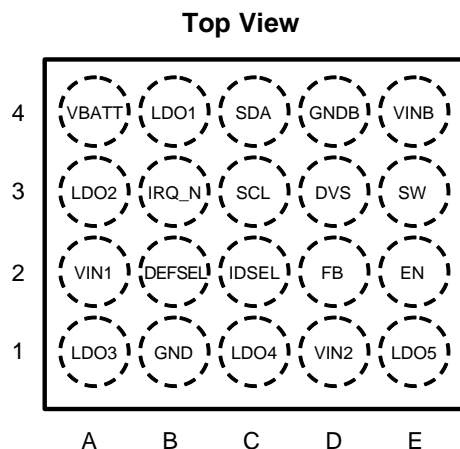 Top View
4 VBATT LDO1 SDA GNDB VINB
3 LDO2 IRQ_N SCL DVS SW
2 VIN1 DEFSEL IDSEL FB EN
1 LDO3 GND LDO4 VIN2 LDO5
A B C D E